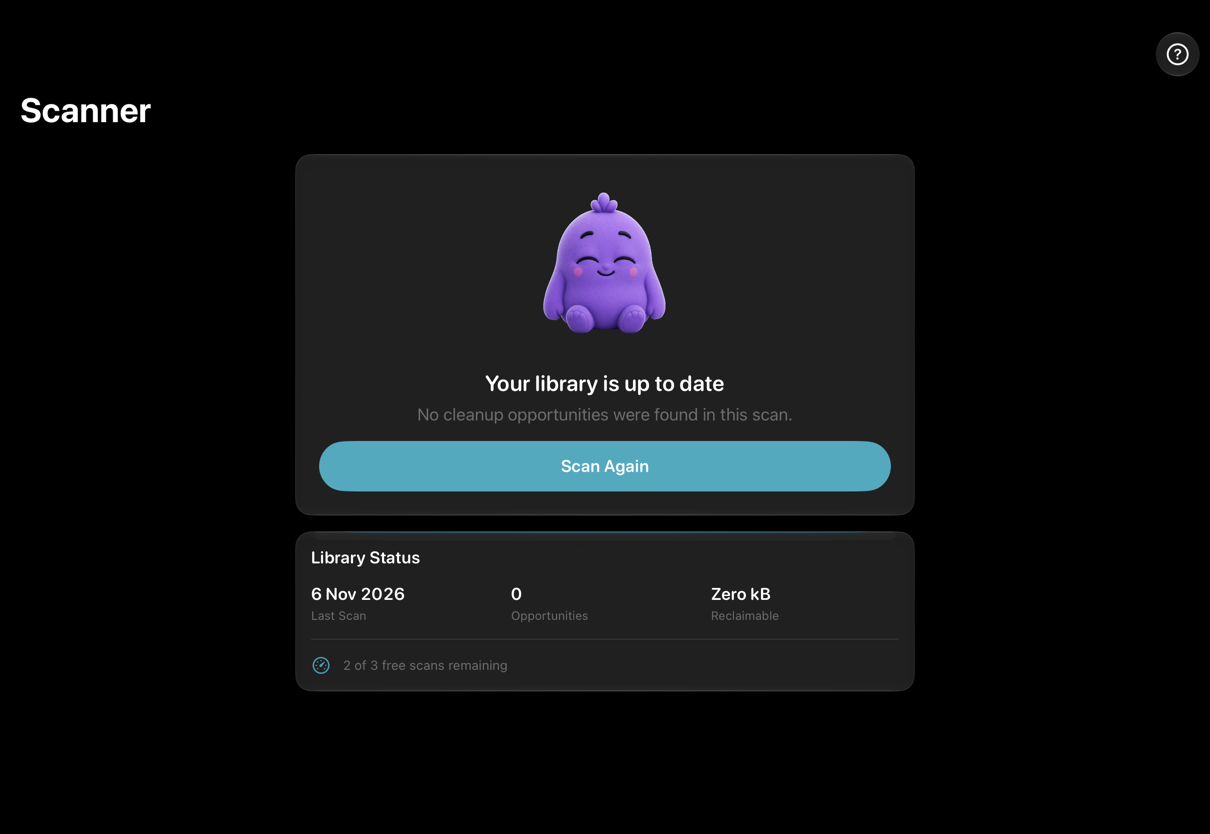 ?
Scanner
Your library is up to date
No cleanup opportunities were found in this scan.
Scan Again
Library Status
6 Nov 2026
0
Zero kB
Last Scan
Opportunities
Reclaimable
2 of 3 free scans remaining